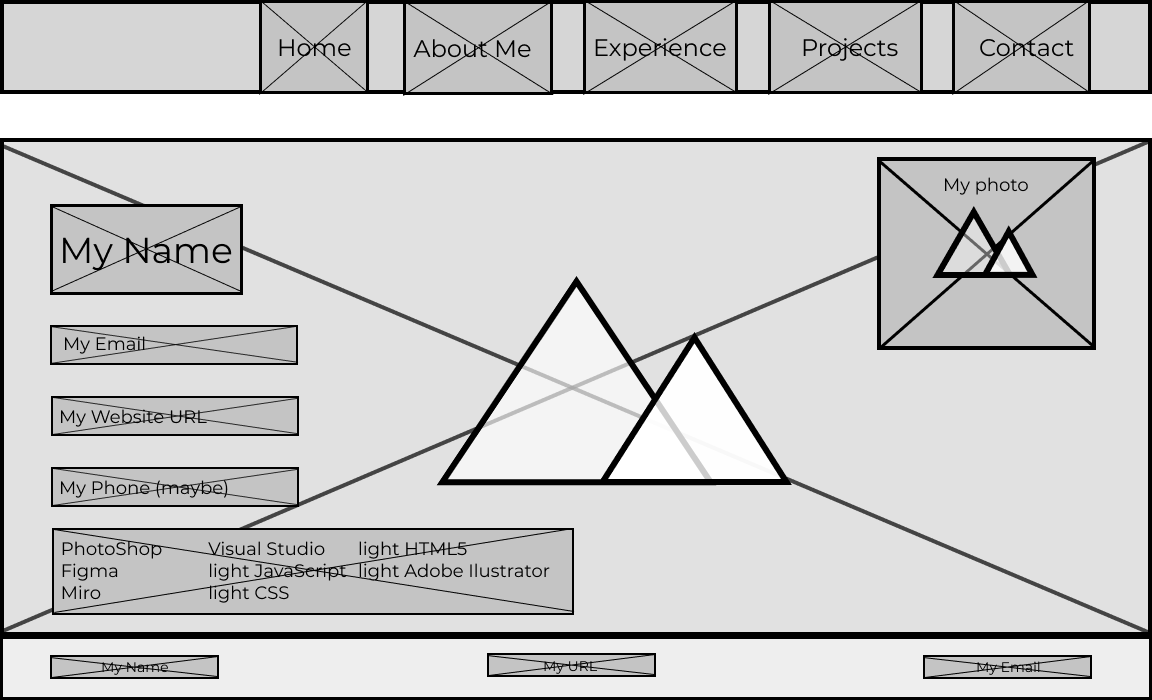 Home
About Me
Experience
Projects
Contact
My photo
My Name
My Email
My Website URL
My Phone (maybe)
PhotoShop Visual Studio light HTML5
Figma light JavaScript light Adobe Ilustrator
Miro light CSS
My Name
My URL
My Email